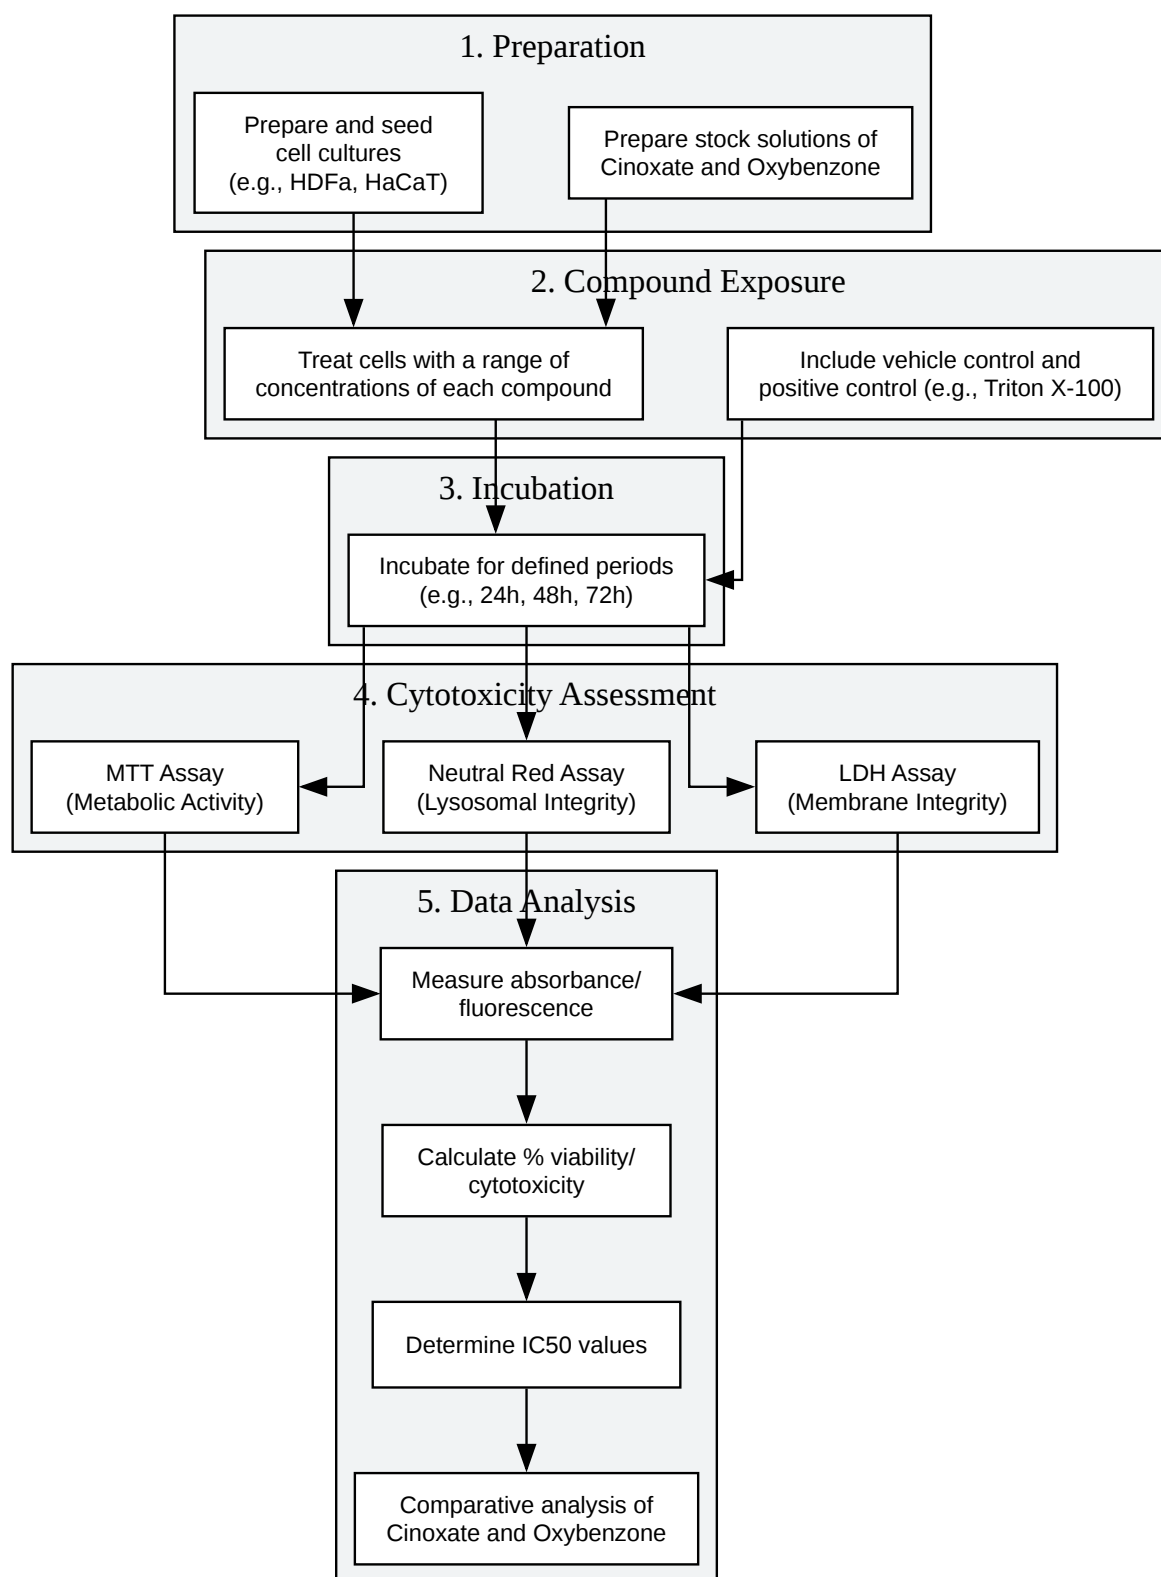 1. Preparation
Prepare and seed
cell cultures
(e.g., HDFa, HaCaT)
Prepare stock solutions of
Cinoxate and Oxybenzone
2. Compound Exposure
Treat cells with a range of
concentrations of each compound
Include vehicle control and
positive control (e.g., Triton X-100)
3. Incubation
Incubate for defined periods
(e.g., 24h, 48h, 72h)
4. Cytotoxicity Assessment
MTT Assay
(Metabolic Activity)
Neutral Red Assay
(Lysosomal Integrity)
LDH Assay
(Membrane Integrity)
5. Data Analysis
Measure absorbance/
fluorescence
Calculate % viability/
cytotoxicity
Determine IC50 values
Comparative analysis of
Cinoxate and Oxybenzone